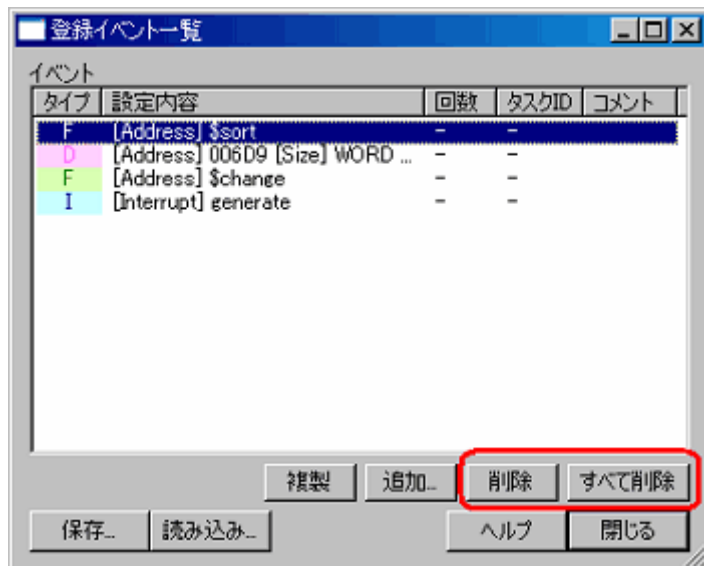 登録イベント一覧
イベント
タイプ 設定内容 回数 タスクID コメント
F [Address] $sort - -
D [Address] 006D9 [Size] WORD ... - -
F [Address] $change - -
I [Interrupt] generate - -
複製 追加... 削除 すべて削除
保存... 読み込み... ヘルプ 閉じる